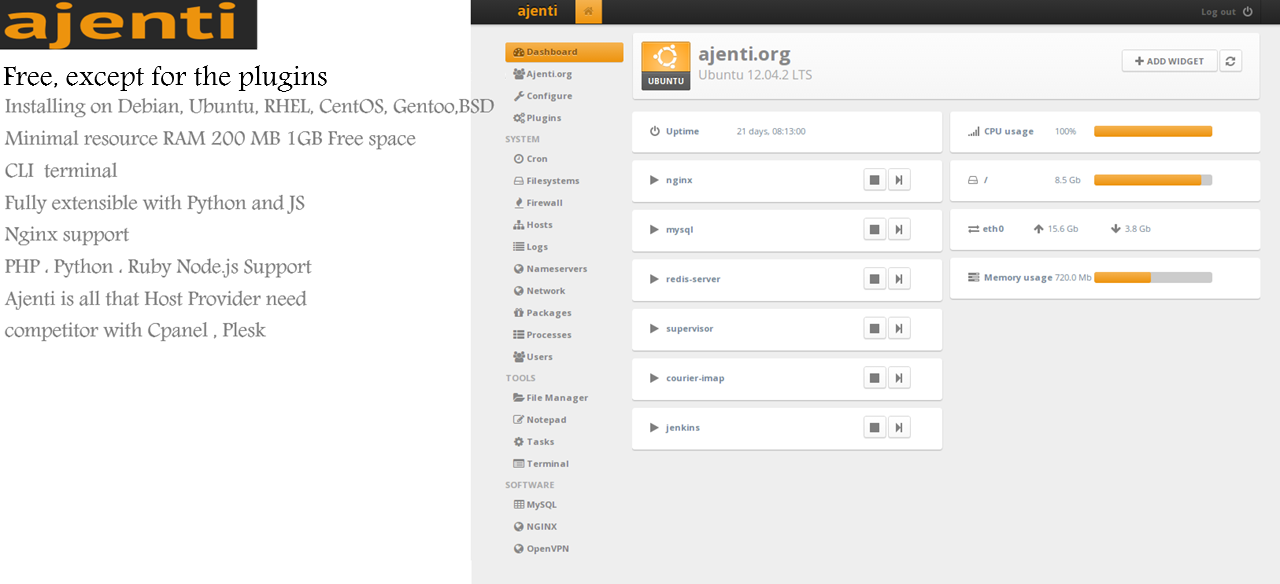 ajenti
Free, except for the plugins
Installing on Debian, Ubuntu, RHEL, CentOS, Gentoo,BSD
Minimal resource RAM 200 MB 1GB Free space
CLI terminal
Fully extensible with Python and JS
Nginx support
PHP . Python . Ruby Node.js Support
Ajenti is all that Host Provider need
competitor with Cpanel , Plesk
ajenti
Log out
Dashboard
Ajenti.org
Configure
Plugins
SYSTEM
Cron
Filesystems
Firewall
Hosts
Logs
Nameservers
Network
Packages
Processes
Users
TOOLS
File Manager
Notepad
Tasks
Terminal
SOFTWARE
MySQL
NGINX
OpenVPN
UBUNTU
ajenti.org
Ubuntu 12.04.2 LTS
ADD WIDGET
Uptime 21 days, 08:13:00
nginx
mysql
redis-server
supervisor
courier-imap
jenkins
CPU usage 100%
/ 8.5 Gb
eth0 15.6 Gb 3.8 Gb
Memory usage 720.0 Mb